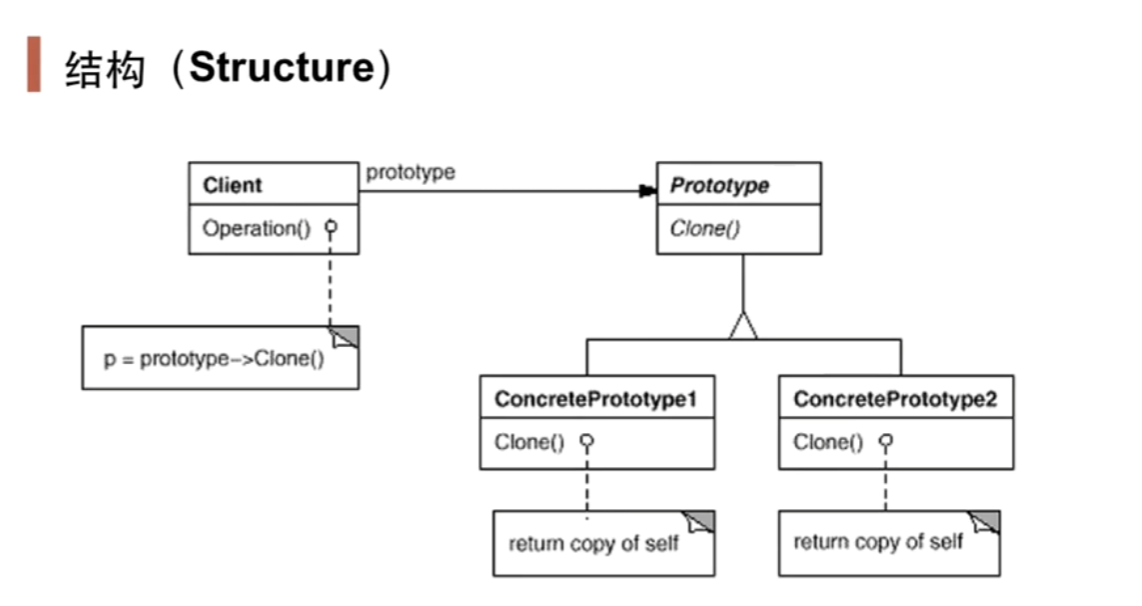 结构（Structure）
Client
Operation()
p = prototype->Clone()
prototype
Prototype
Clone()
ConcretePrototype1
Clone()
return copy of self
ConcretePrototype2
Clone()
return copy of self